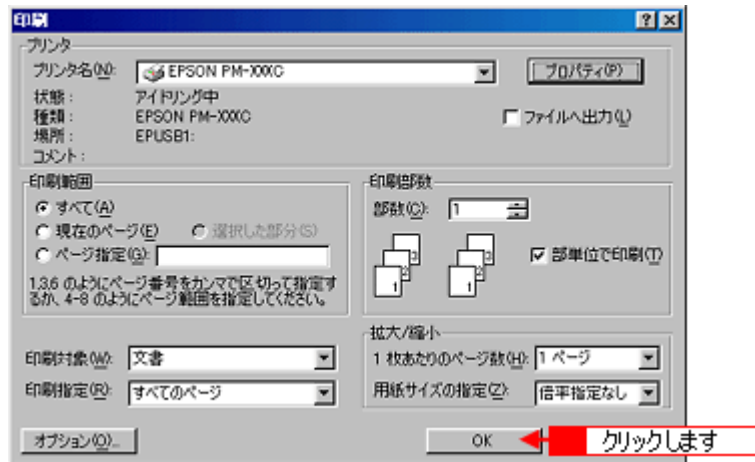 印刷
プリンタ
プリンタ名(N): EPSON PM-XXXC プロパティ(P)
状態: アイドリング中
種類: EPSON PM-XXXC ファイルへ出力(L)
場所: EPUSB1:
コメント:
印刷範囲
すべて(A)
現在のページ(E) 選択した部分(S)
ページ指定(G):
1,3,6 のようにページ番号をカンマで区切って指定す
るか、4-8 のようにページ範囲を指定してください。
印刷部数
部数(C): 1
1 2 3 1 2 3
部単位で印刷(T)
印刷対象(W): 文書
印刷指定(R): すべてのページ
拡大/縮小
1 枚あたりのページ数(H): 1 ページ
用紙サイズの指定(Z): 倍率指定なし
オプション(O)... OK クリックします